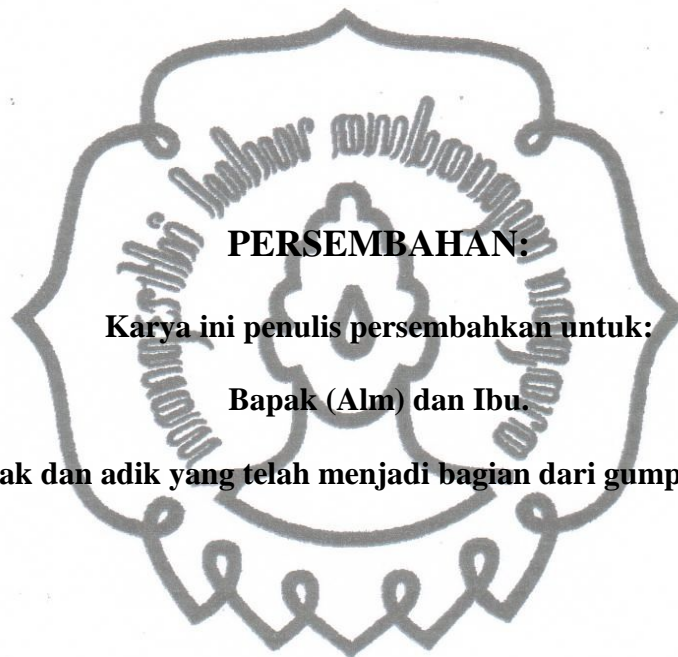 PERSEMBAHAN:
Karya ini penulis persembahkan untuk:
Bapak (Alm) dan Ibu.
ak dan adik yang telah menjadi bagian dari gump